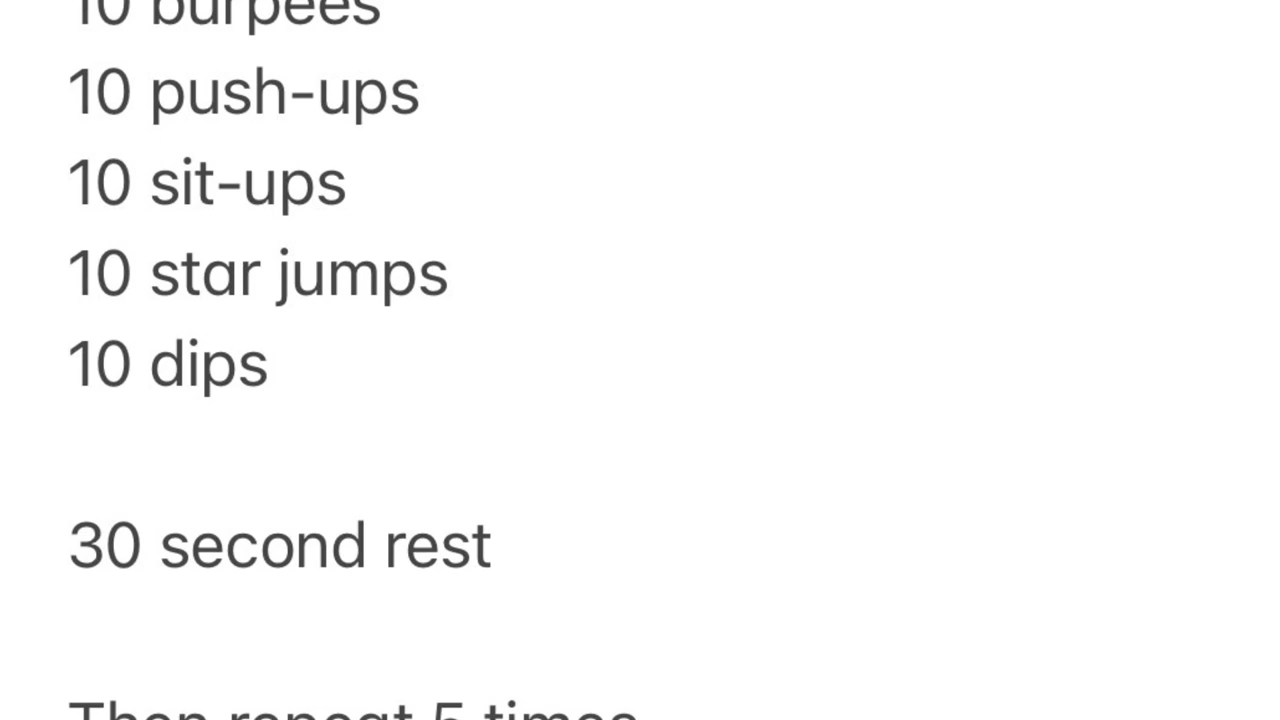 10 burpees
10 push-ups
10 sit-ups
10 star jumps
10 dips
30 second rest
Then repeat 5 times